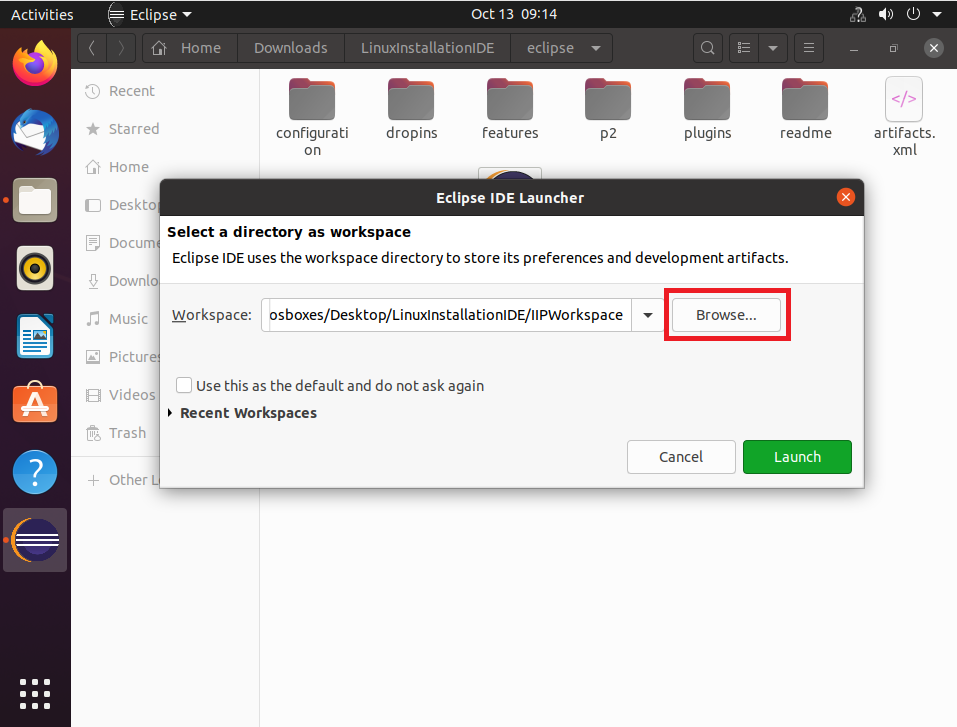 Activities
Eclipse
Oct 13 09:14
Home
Downloads
LinuxInstallationIDE
eclipse
Recent
Starred
Home
Deskto
Docume
Downlo
Music
Pictures
Videos
Trash
Other L
configurati
on
dropins
features
p2
plugins
readme
</>
artifacts.
xml
Eclipse IDE Launcher
Select a directory as workspace
Eclipse IDE uses the workspace directory to store its preferences and development artifacts.
Workspace:
osboxes/Desktop/LinuxInstallationIDE/IIPWorkspace
Browse...
Use this as the default and do not ask again
Recent Workspaces
Cancel
Launch